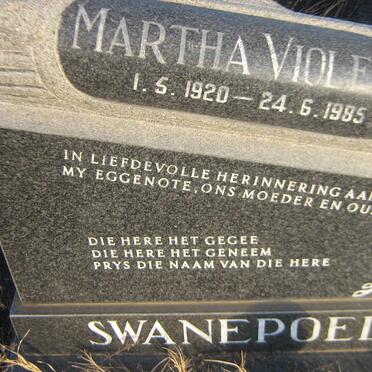 MARTHA VIOLE
1.5.1920 – 24.6.1985
IN LIEFDEVOLLE HERINNERING AAN
MY EGGENOTE, ONS MOEDER EN OU
DIE HERE HET GEGEE
DIE HERE HET GENEEM
PRYS DIE NAAM VAN DIE HERE
SWANEPOEL